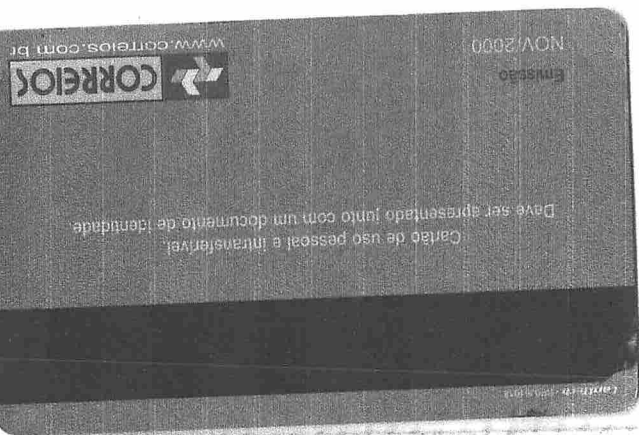 Cartão de uso pessoal e intransferível.
Deve ser apresentado junto com um documento de identidade
Emissão
NOV/2000
CORREIOS
www.correios.com.br